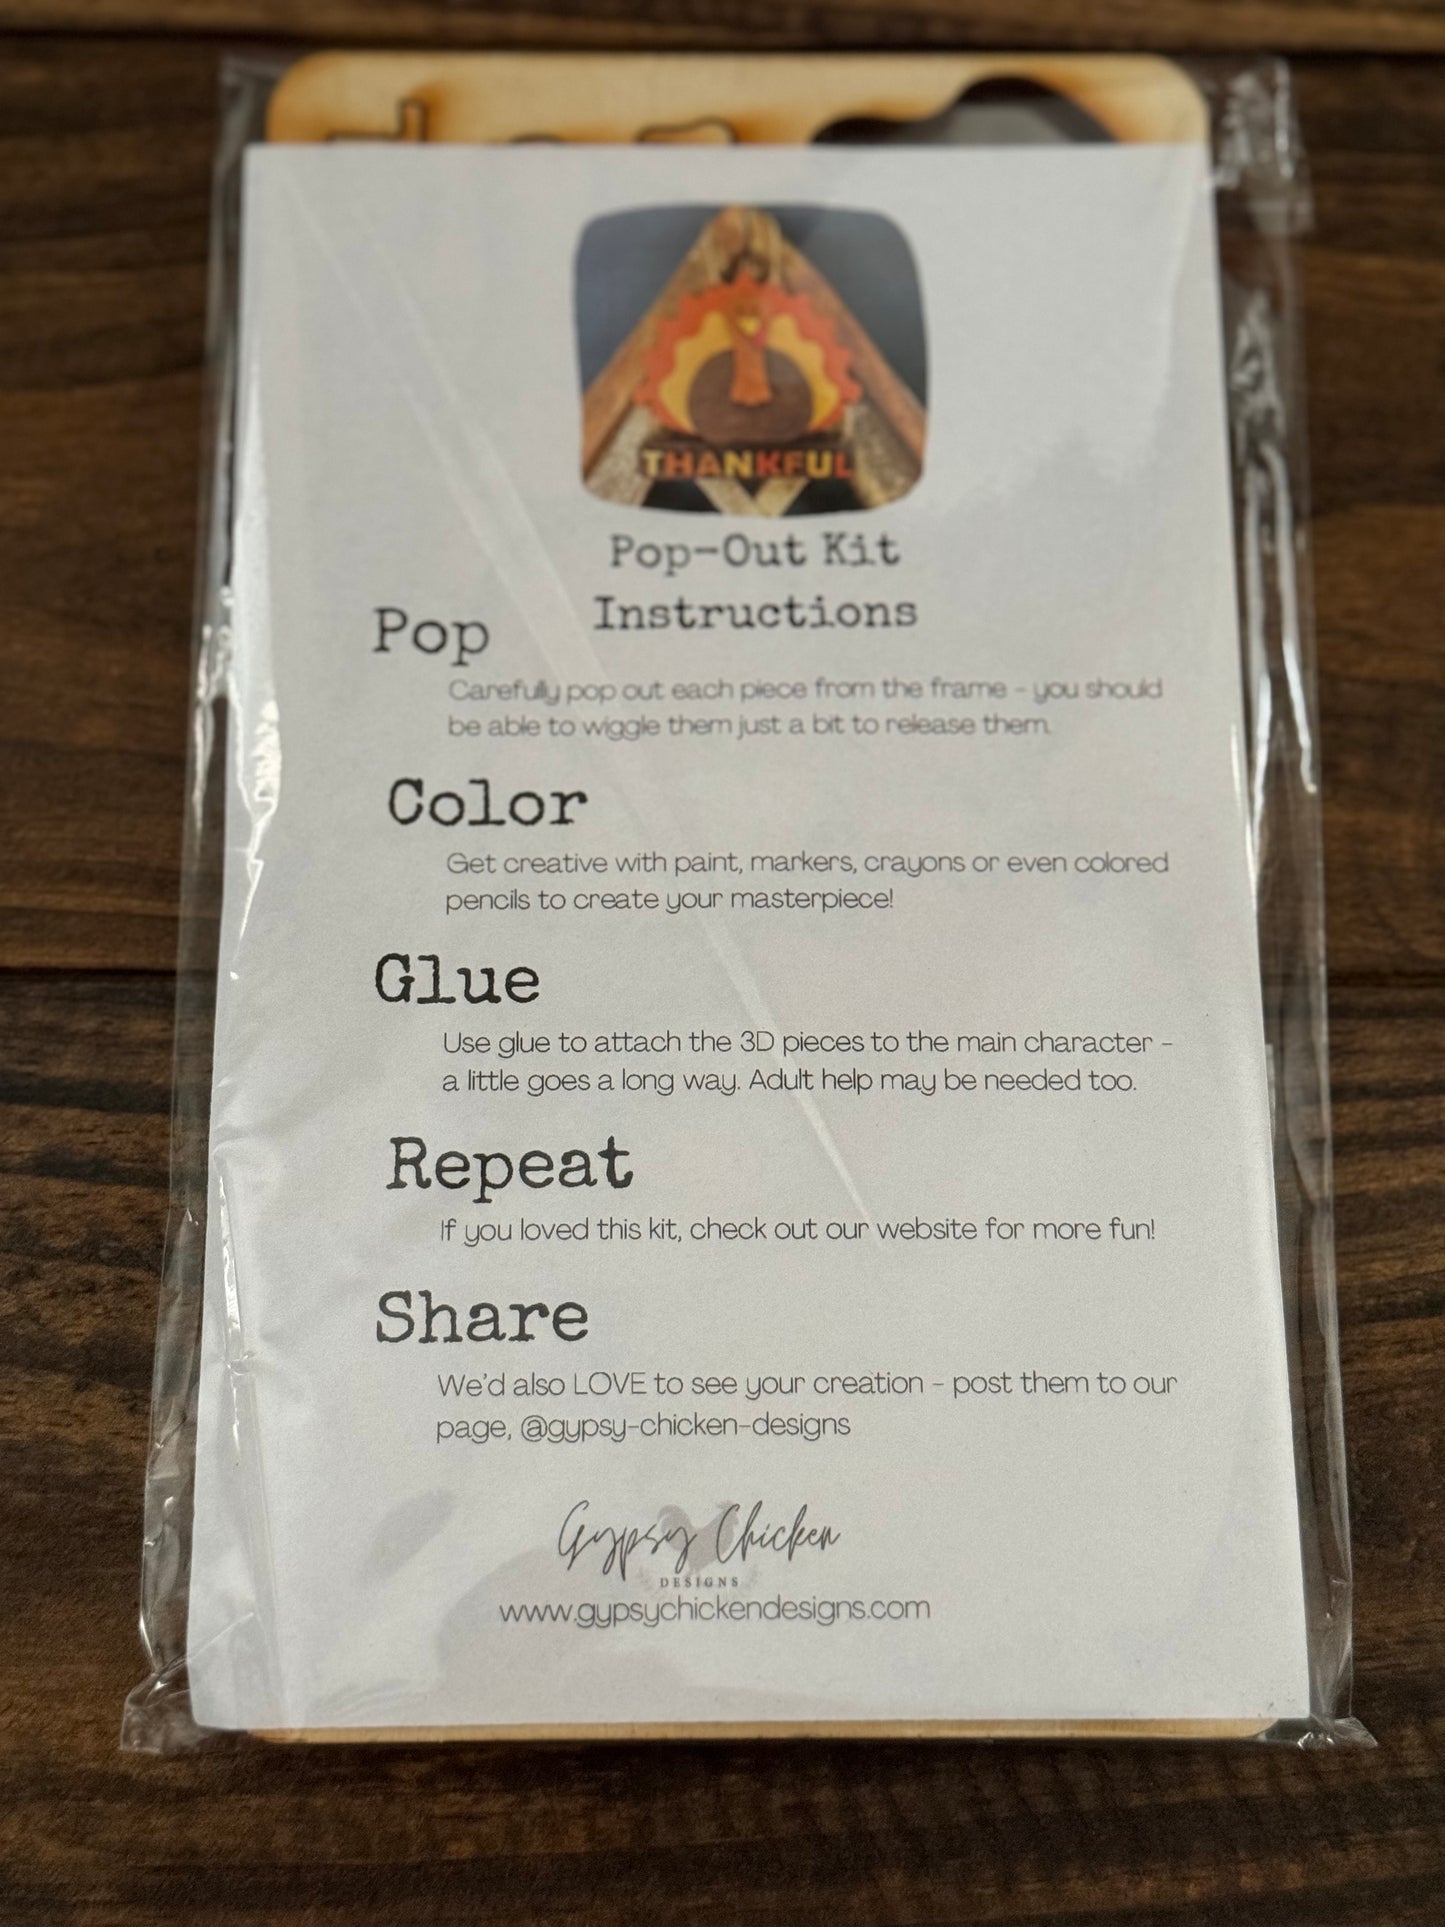 THANKFUL
Pop-Out Kit
Instructions
Pop
Carefully pop out each piece from the frame - you should
be able to wiggle them just a bit to release them.
Color
Get creative with paint, markers, crayons or even colored
pencils to create your masterpiece!
Glue
Use glue to attach the 3D pieces to the main character -
a little goes a long way. Adult help may be needed too.
Repeat
If you loved this kit, check out our website for more fun!
Share
We'd also LOVE to see your creation - post them to our
page, @gypsy-chicken-designs
Gypsy Chicken
DESIGNS
www.gypsychickendesigns.com